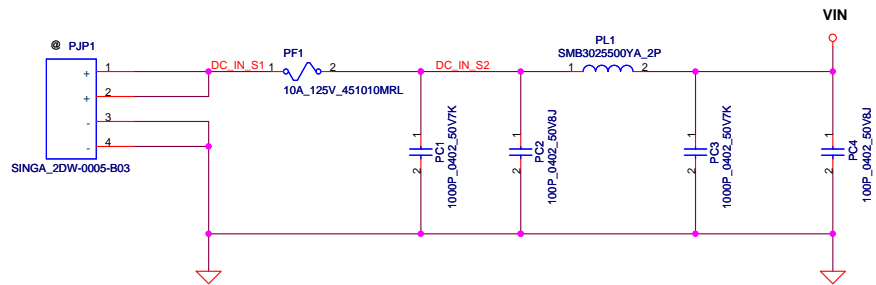 VIN
@ PJP1
1
+
2
+
3
-
4
-
SINGA_2DW-0005-B03
DC_IN_S1
PF1
1
2
10A_125V_451010MRL
DC_IN_S2
PL1
SMB3025500YA_2P
1
2
1
2
PC1
1000P_0402_50V7K
1
2
PC2
100P_0402_50V8J
1
2
PC3
1000P_0402_50V7K
1
2
PC4
100P_0402_50V8J